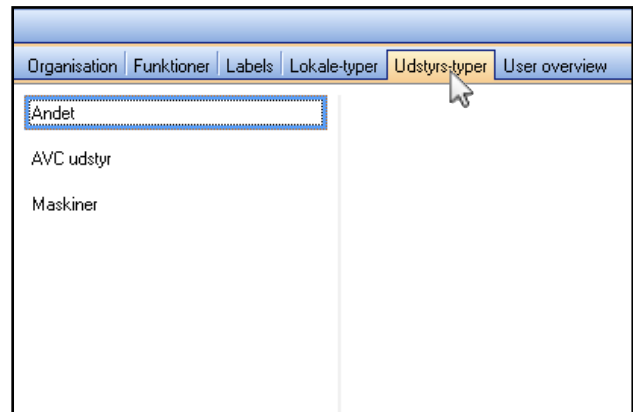 Organisation Funktioner Labels Lokale-typer Udstyrs-typer User overview
Andet
AVC udstyr
Maskiner